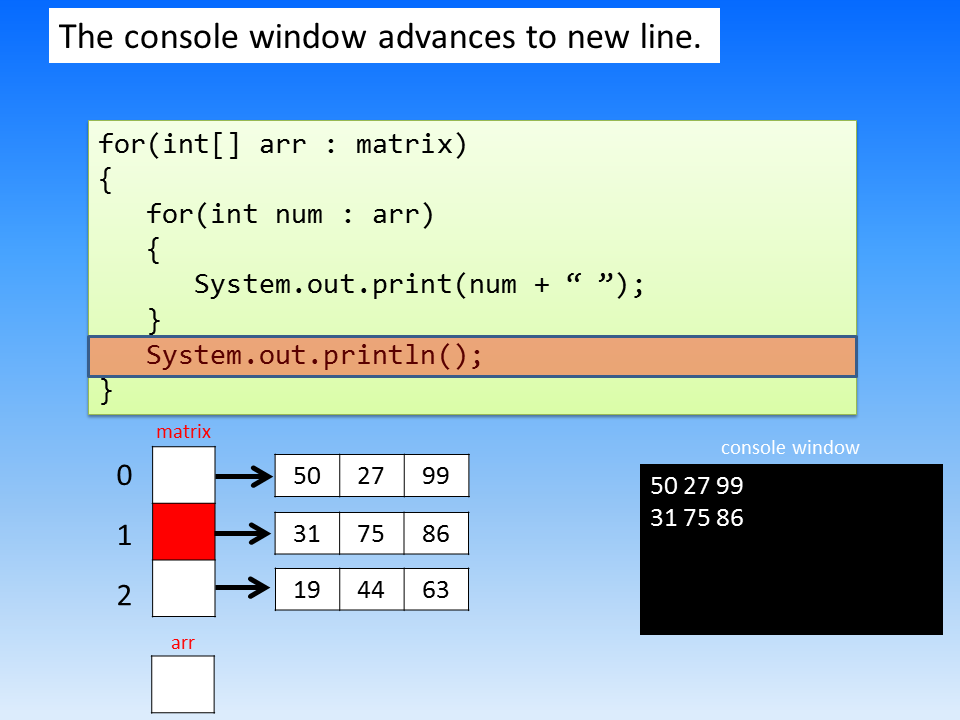 The console window advances to new line.
for(int[] arr : matrix)
{
   for(int num : arr)
   {
      System.out.print(num + “ ”);
   }
   System.out.println();
}
matrix
0
50 27 99
1
31 75 86
2
19 44 63
arr
console window
50 27 99
31 75 86